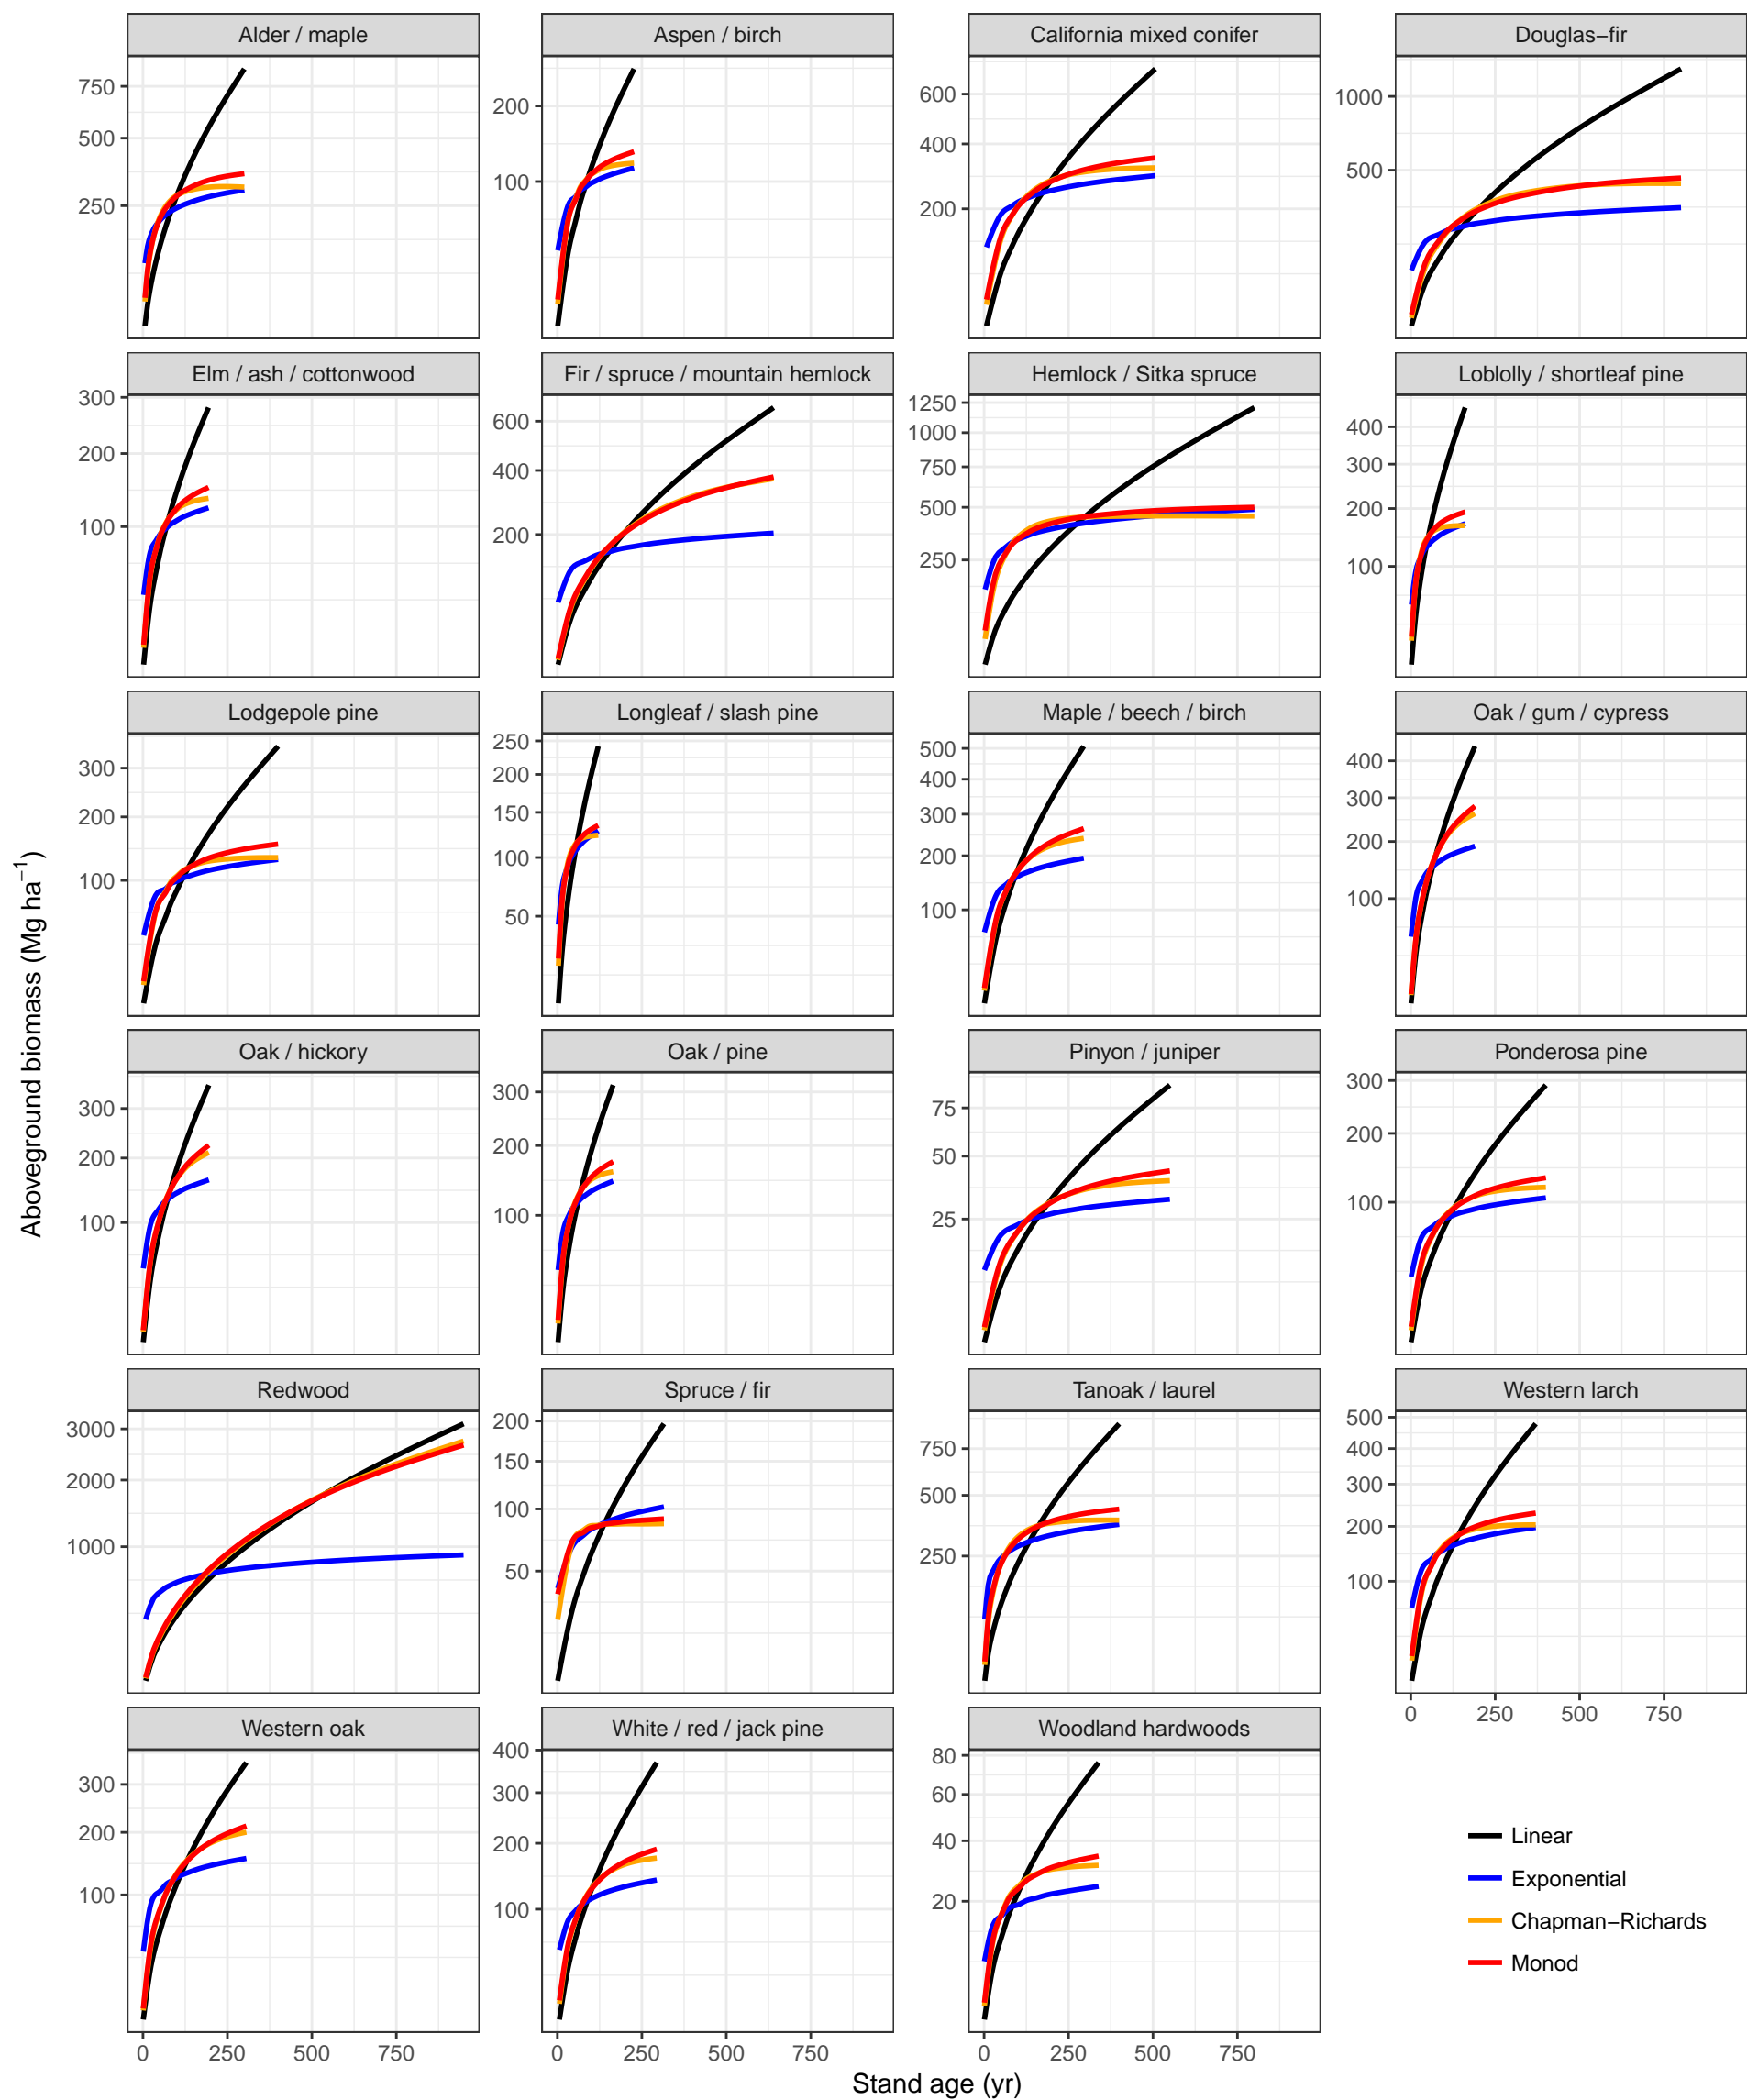 Alder / maple
Aspen / birch
California mixed conifer
Douglas−fir
750
500
250
200
100
600
400
200
1000
500
Elm / ash / cottonwood
Fir / spruce / mountain hemlock
Hemlock / Sitka spruce
Loblolly / shortleaf pine
300
200
100
600
400
200
1250
1000
750
500
250
400
300
200
100
Lodgepole pine
Longleaf / slash pine
Maple / beech / birch
Oak / gum / cypress
300
200
100
250
200
150
100
50
500
400
300
200
100
400
300
200
100
Aboveground biomass (Mg ha−1)
Oak / hickory
Oak / pine
Pinyon / juniper
Ponderosa pine
300
200
100
300
200
100
75
50
25
300
200
100
Redwood
Spruce / fir
Tanoak / laurel
Western larch
3000
2000
1000
200
150
100
50
750
500
250
500
400
300
200
100
0 250 500 750
Western oak
White / red / jack pine
Woodland hardwoods
300
200
100
400
300
200
100
80
60
40
20
0 250 500 750
0 250 500 750
0 250 500 750
Stand age (yr)
Linear
Exponential
Chapman−Richards
Monod